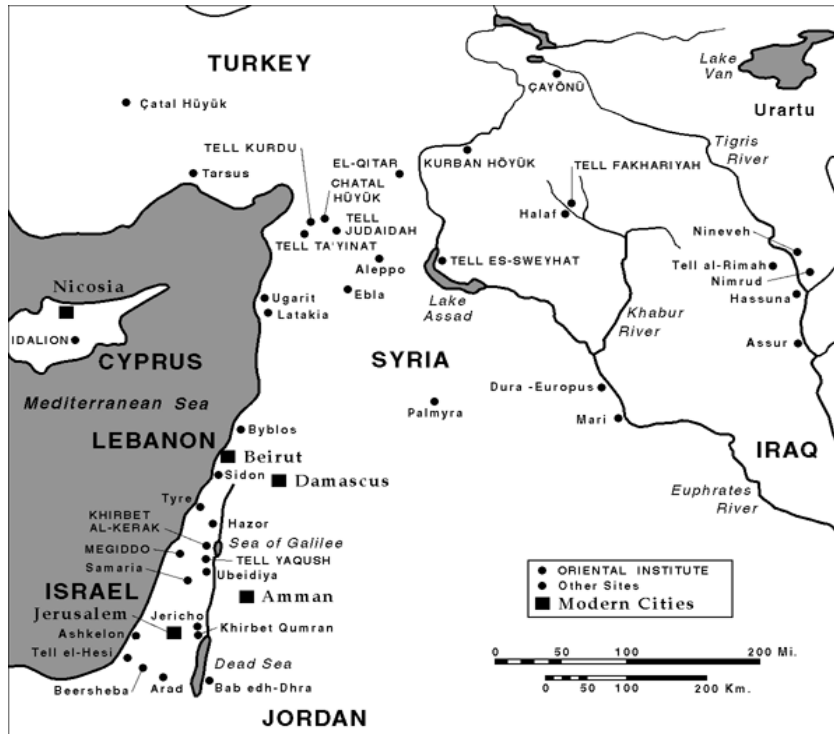 TURKEY
Lake
Van
Urartu
ÇAYÖNÜ
Çatal Hüyük
Tigris
River
TELL KURDU
EL-QITAR
KURBAN HÖYÜK
TELL FAKHARIYAH
Tarsus
CHATAL
HÜYÜK
TELL
JUDAIDAH
Halaf
TELL TA'YINAT
Nineveh
Aleppo
TELL ES-SWEYHAT
Tell al-Rimah
Nimrud
Nicosia
Ugarit
Ebla
Lake
Assad
Hassuna
Latakia
Khabur
River
IDALION
CYPRUS
SYRIA
Assur
Mediterranean Sea
Dura -Europus
Palmyra
Mari
LEBANON
Byblos
IRAQ
Beirut
Sidon
Damascus
Euphrates
River
Tyre
KHIRBET
AL-KERAK
Hazor
Sea of Galilee
MEGIDDO
TELL YAQUSH
Samaria
Ubeidiya
ORIENTAL INSTITUTE
Other Sites
Modern Cities
ISRAEL
Amman
Jerusalem
Jericho
Ashkelon
Khirbet Qumran
Tell el-Hesi
Dead Sea
Beersheba
Arad
Bab edh-Dhra
JORDAN
0 50 100 200 Mi.
0 50 100 200 Km.